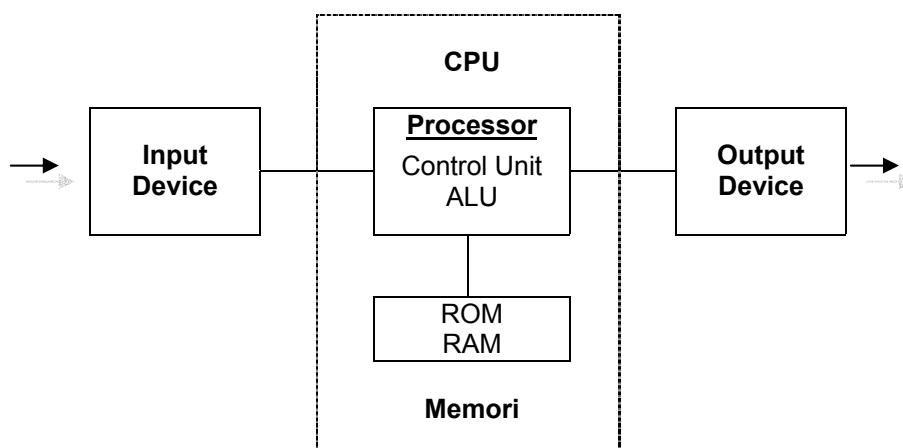 CPU
Input
Device
Processor
Control Unit
ALU
Output
Device
ROM
RAM
Memori